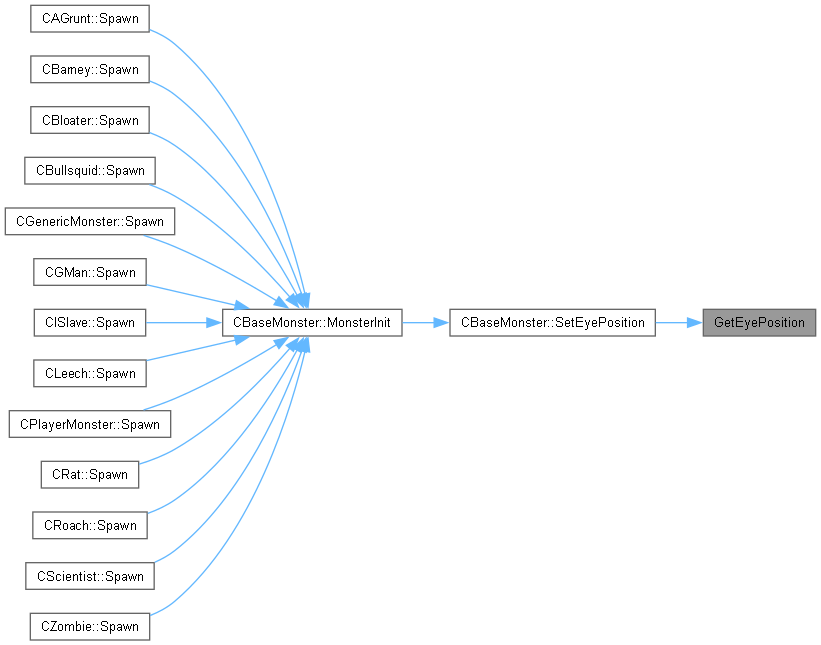 CAGrunt::Spawn
CBarney::Spawn
CBloater::Spawn
CBullsquid::Spawn
CGenericMonster::Spawn
CGMan::Spawn
CISlave::Spawn
CBaseMonster::MonsterInit
CBaseMonster::SetEyePosition
GetEyePosition
CLeech::Spawn
CPlayerMonster::Spawn
CRat::Spawn
CRoach::Spawn
CScientist::Spawn
CZombie::Spawn